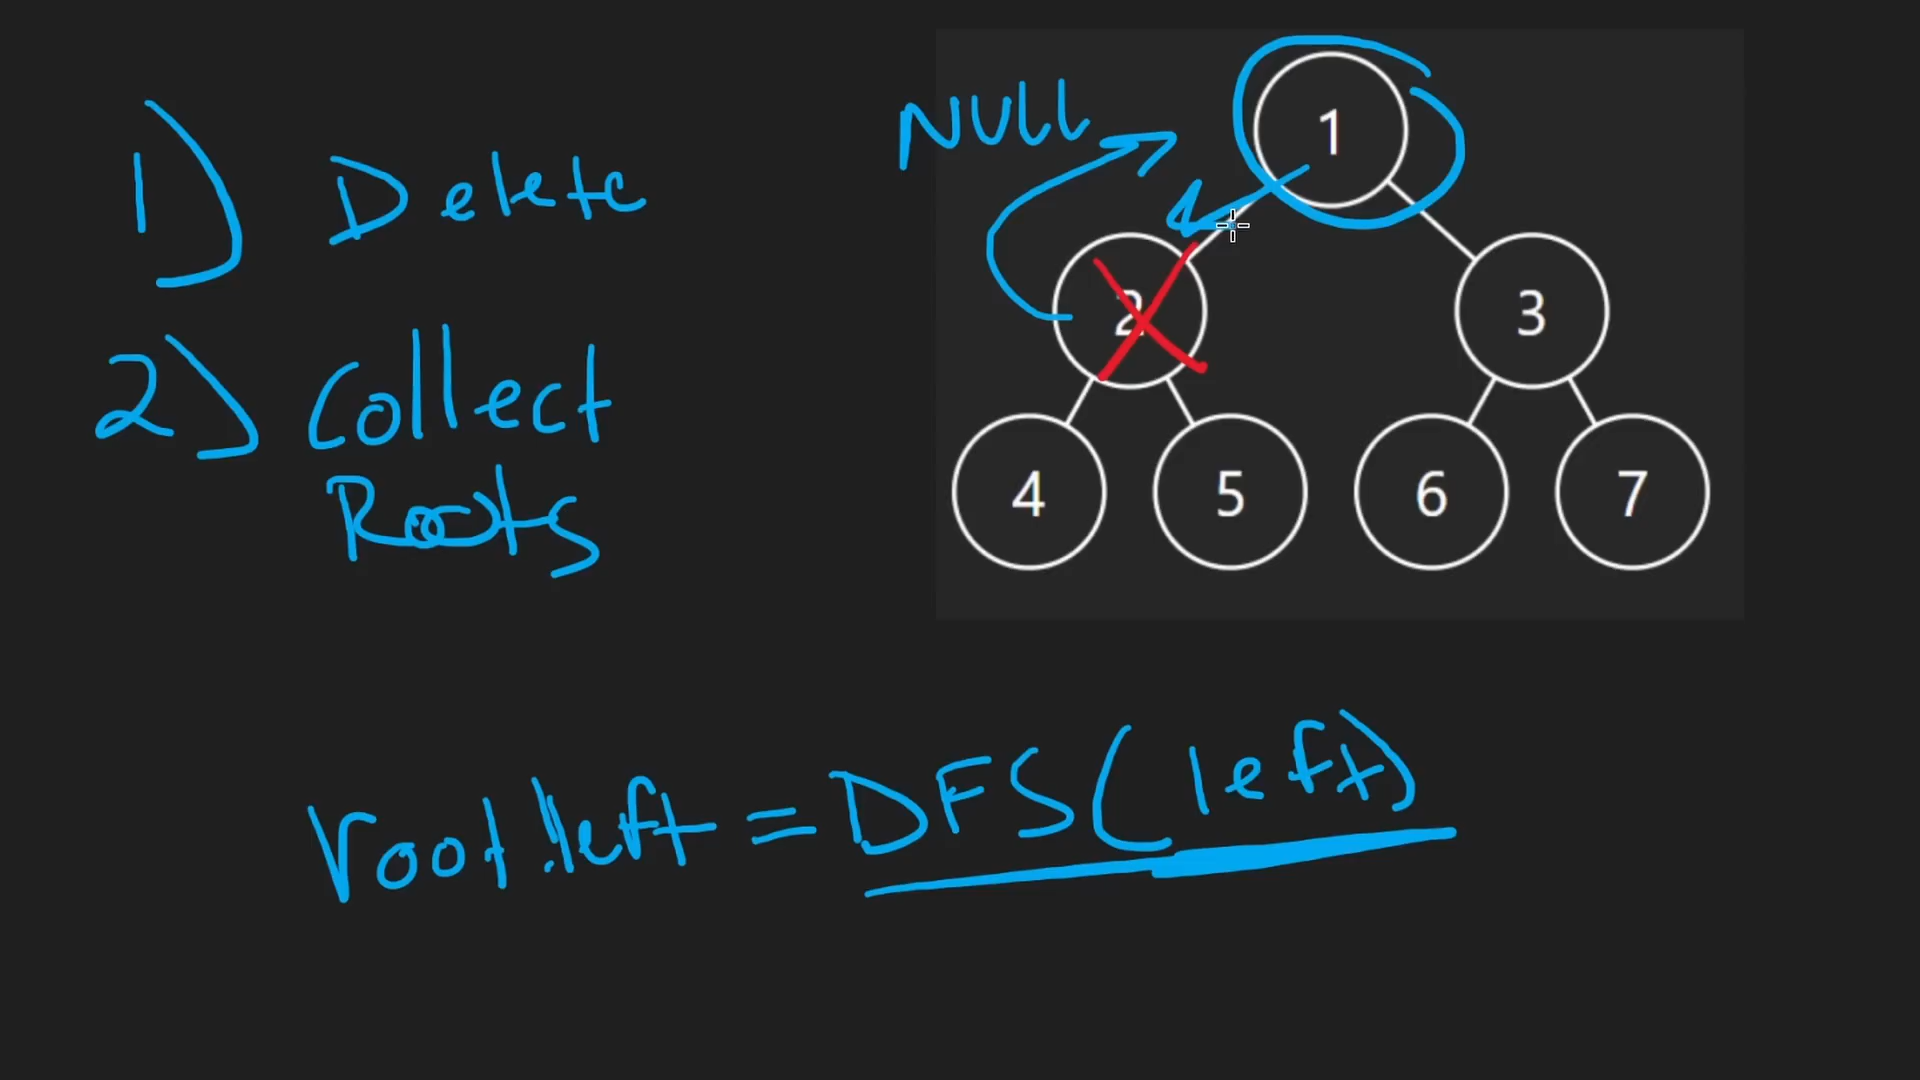 1) Delete
2) Collect
Roots
NULL
1
2
3
4
5
6
7
root.left = DFS(left)